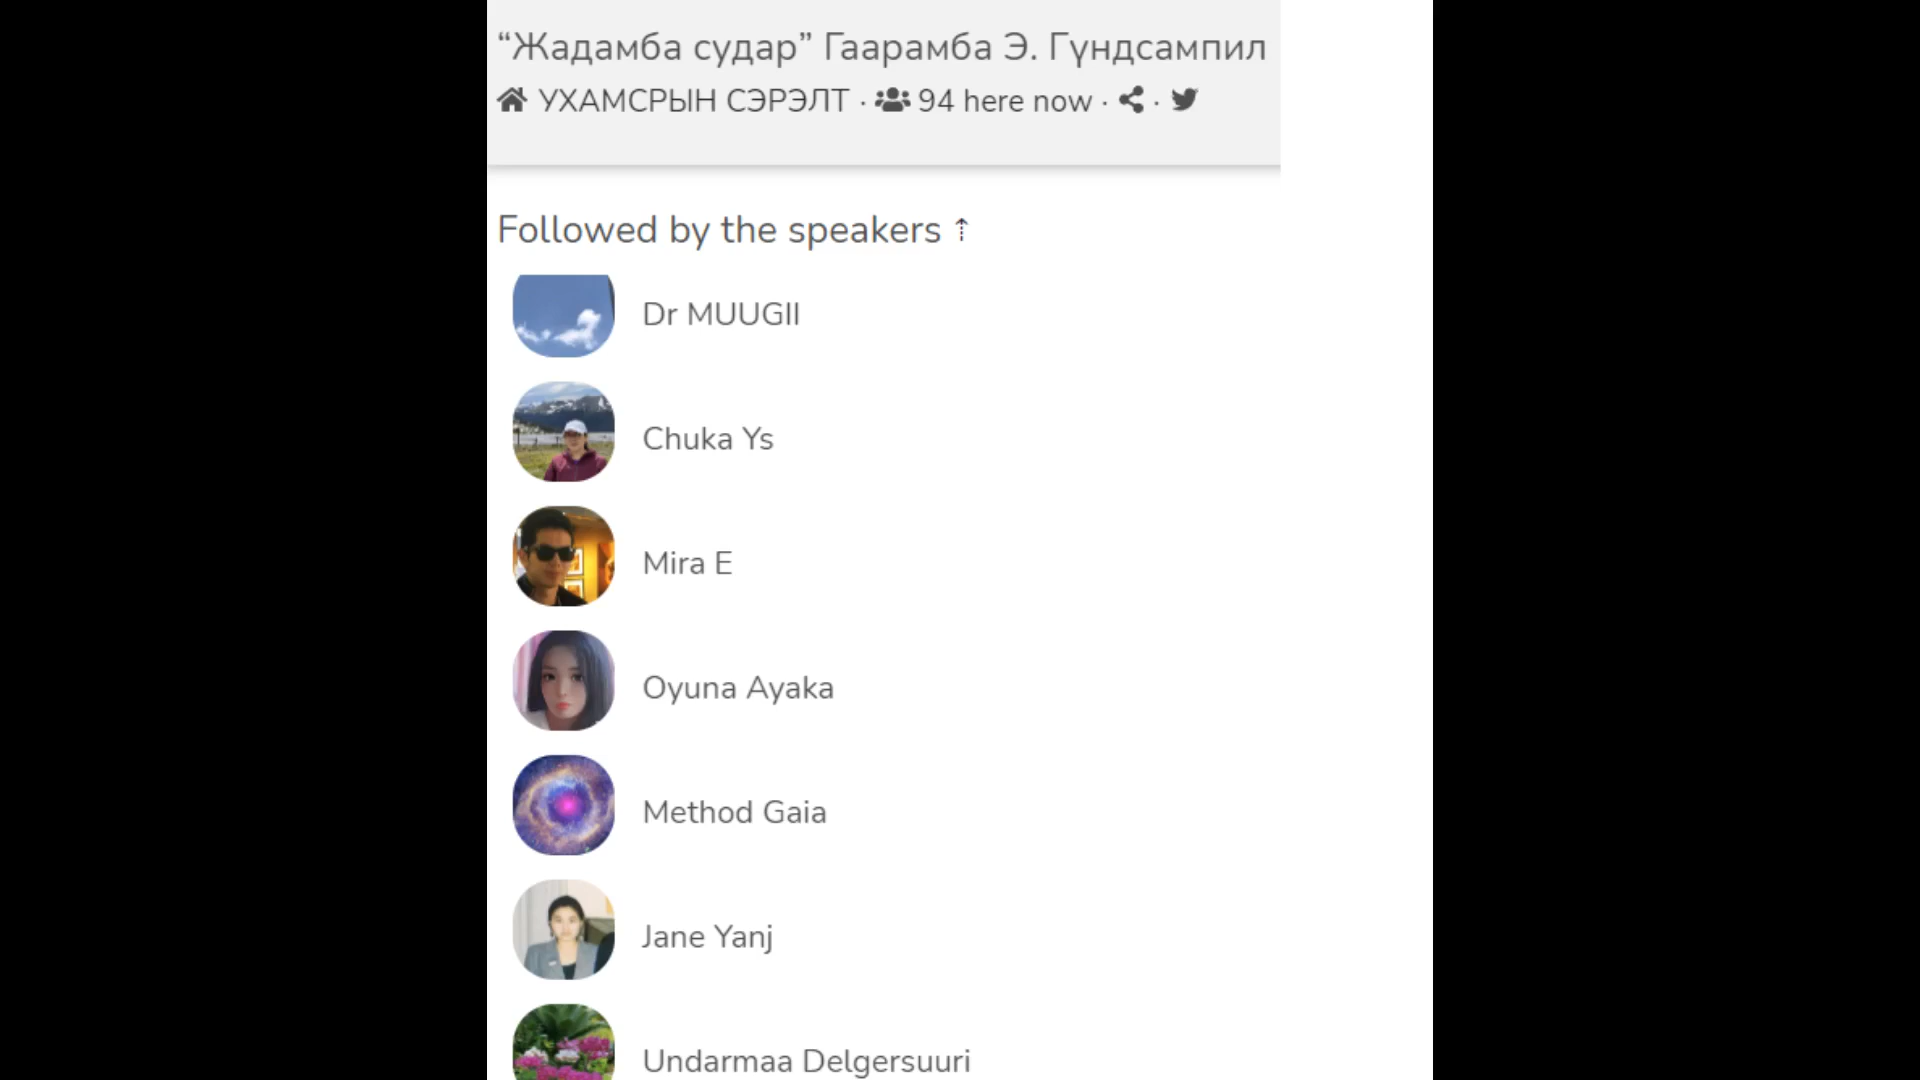 “Жадамба судар” Гаарамба Э. Гүндсампил
УХАМСРЫН СЭРЭЛТ · 94 here now · ·
Followed by the speakers ⇡
Dr MUUGII
Chuka Ys
Mira E
Oyuna Ayaka
Method Gaia
Jane Yanj
Undarmaa Delgersuuri